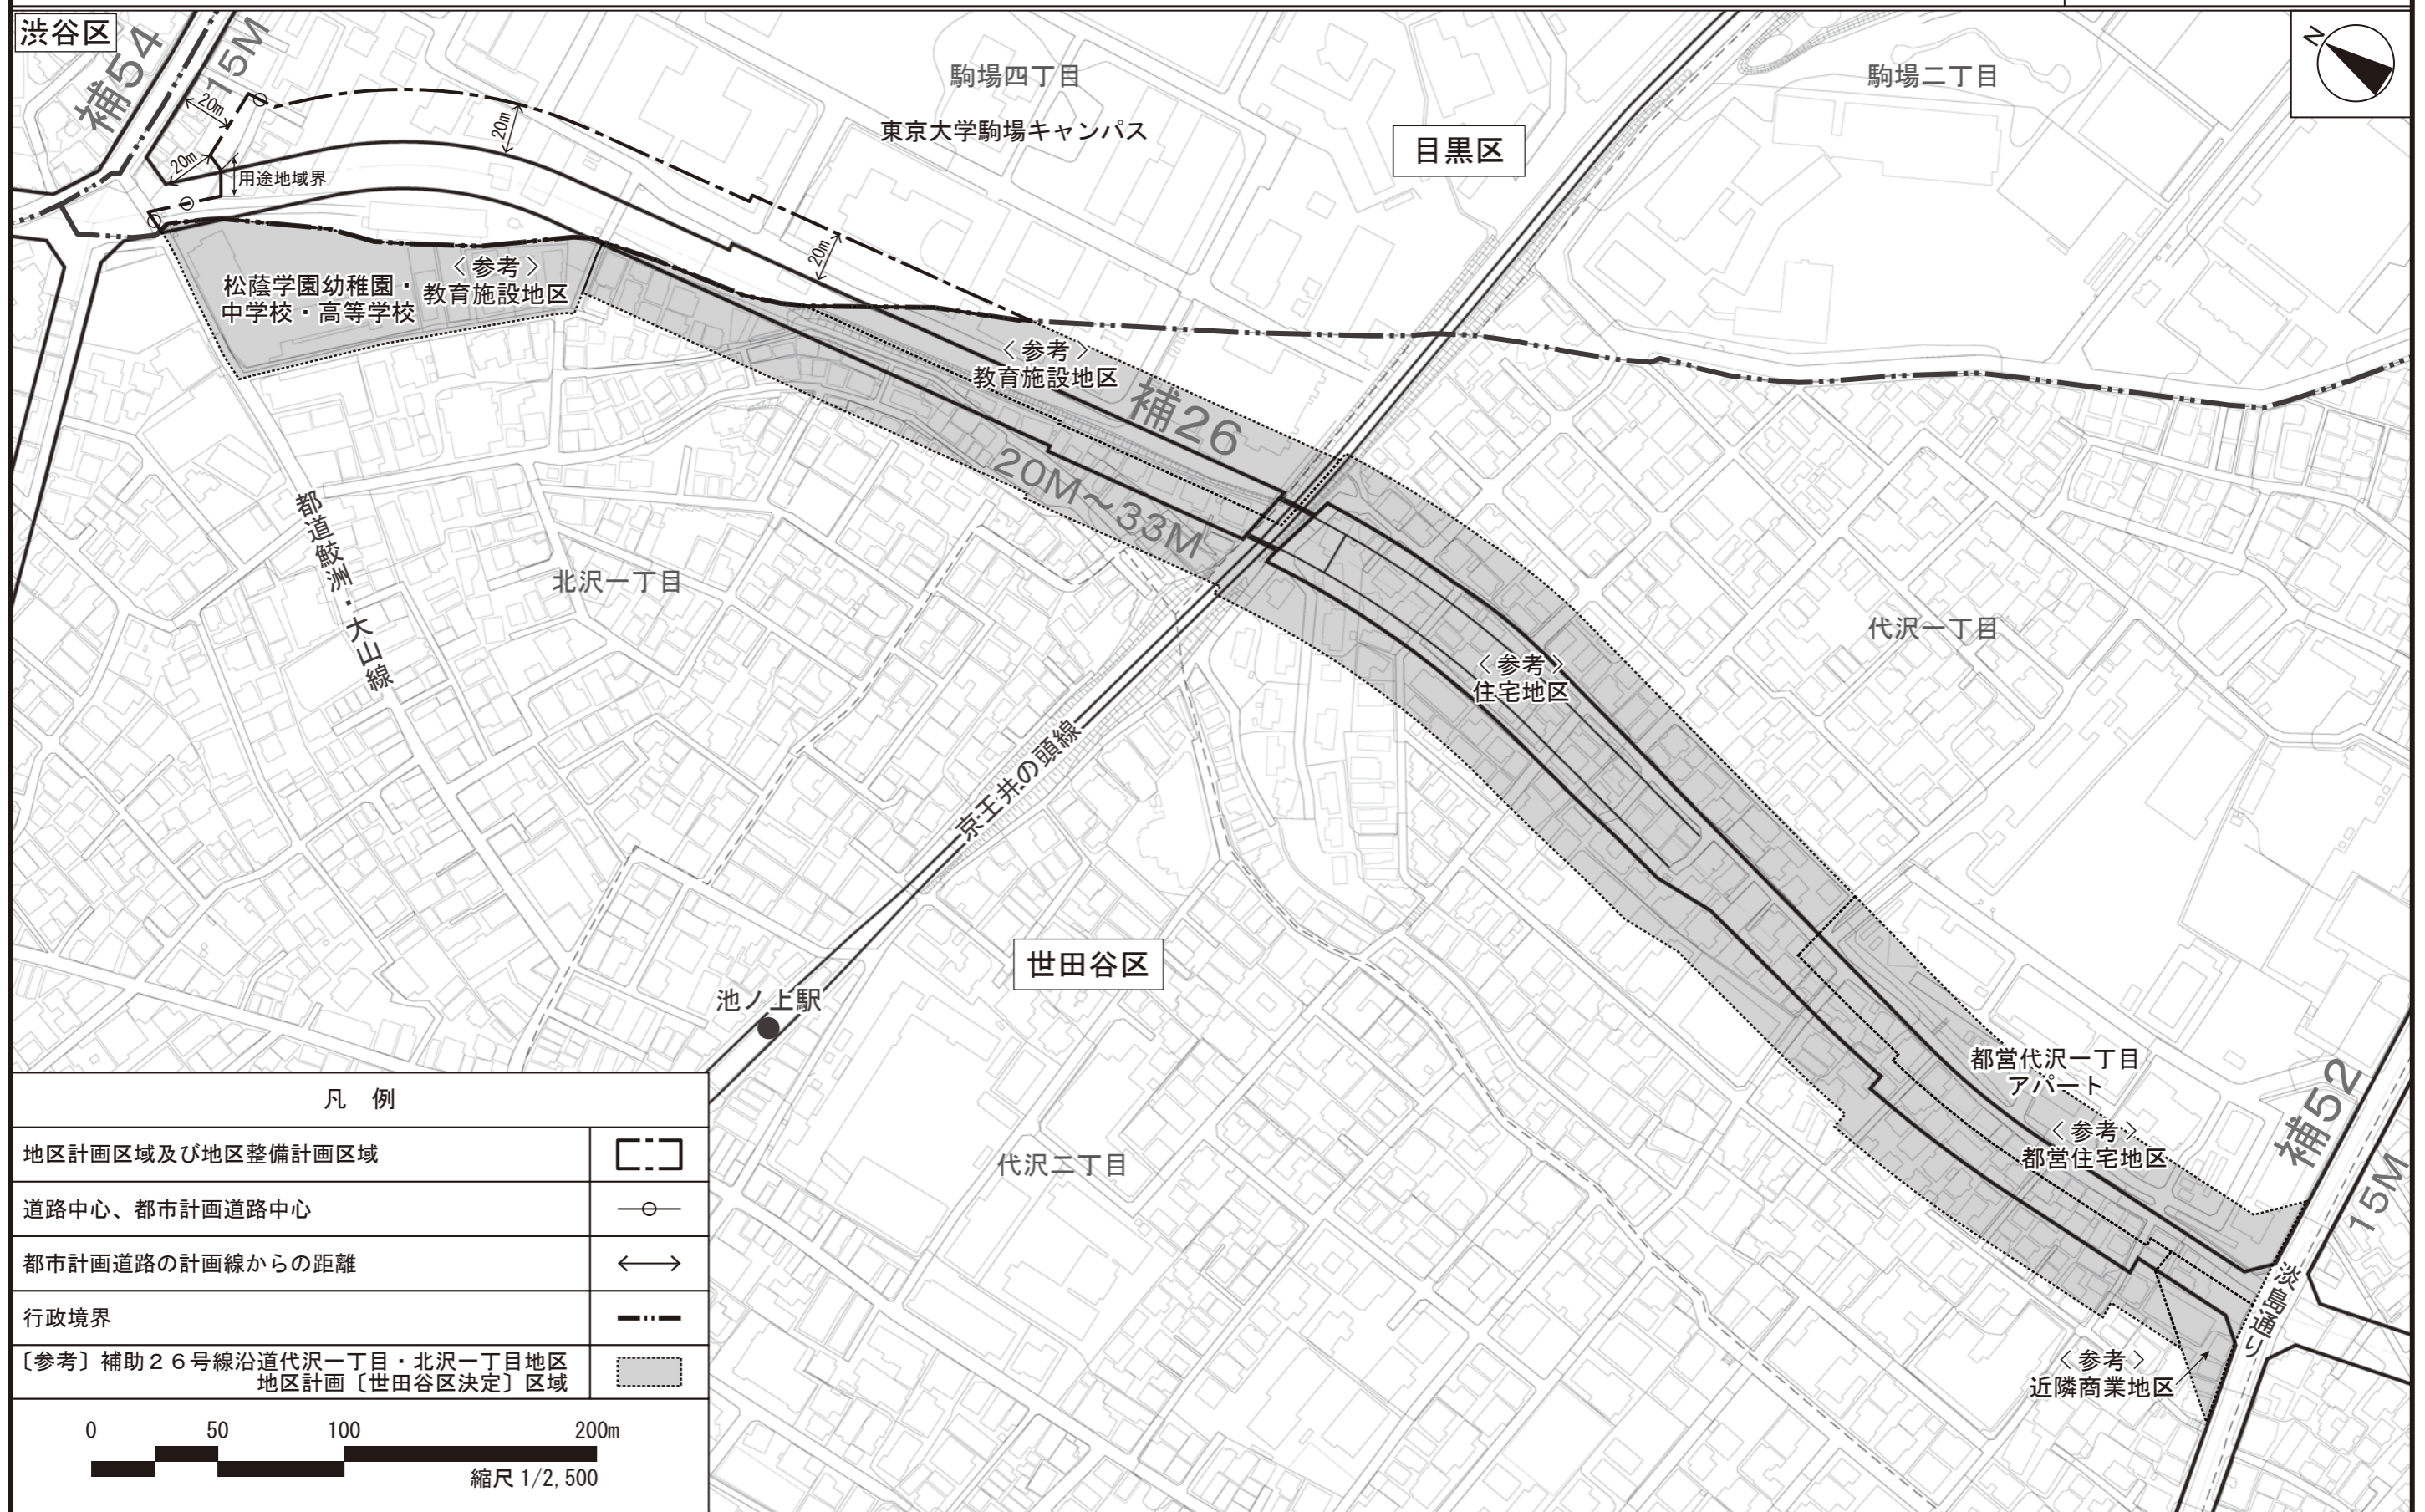 渋谷区
補54
15M
20m
20m
20m
20m
用途地域界
駒場四丁目
東京大学駒場キャンパス
目黒区
駒場二丁目
N
松蔭学園幼稚園・
中学校・高等学校
〈参考〉
教育施設地区
〈参考〉
教育施設地区
補26
20M～33M
都道鮫洲・大山線
北沢一丁目
代沢一丁目
〈参考〉
住宅地区
京王井の頭線
世田谷区
池ノ上駅
代沢二丁目
都営代沢一丁目
アパート
〈参考〉
都営住宅地区
補52
15M
淡島通り
〈参考〉
近隣商業地区
凡 例
地区計画区域及び地区整備計画区域
道路中心、都市計画道路中心
都市計画道路の計画線からの距離
行政境界
〔参考〕補助２６号線沿道代沢一丁目・北沢一丁目地区
地区計画〔世田谷区決定〕区域
0 50 100 200m
縮尺 1/2,500